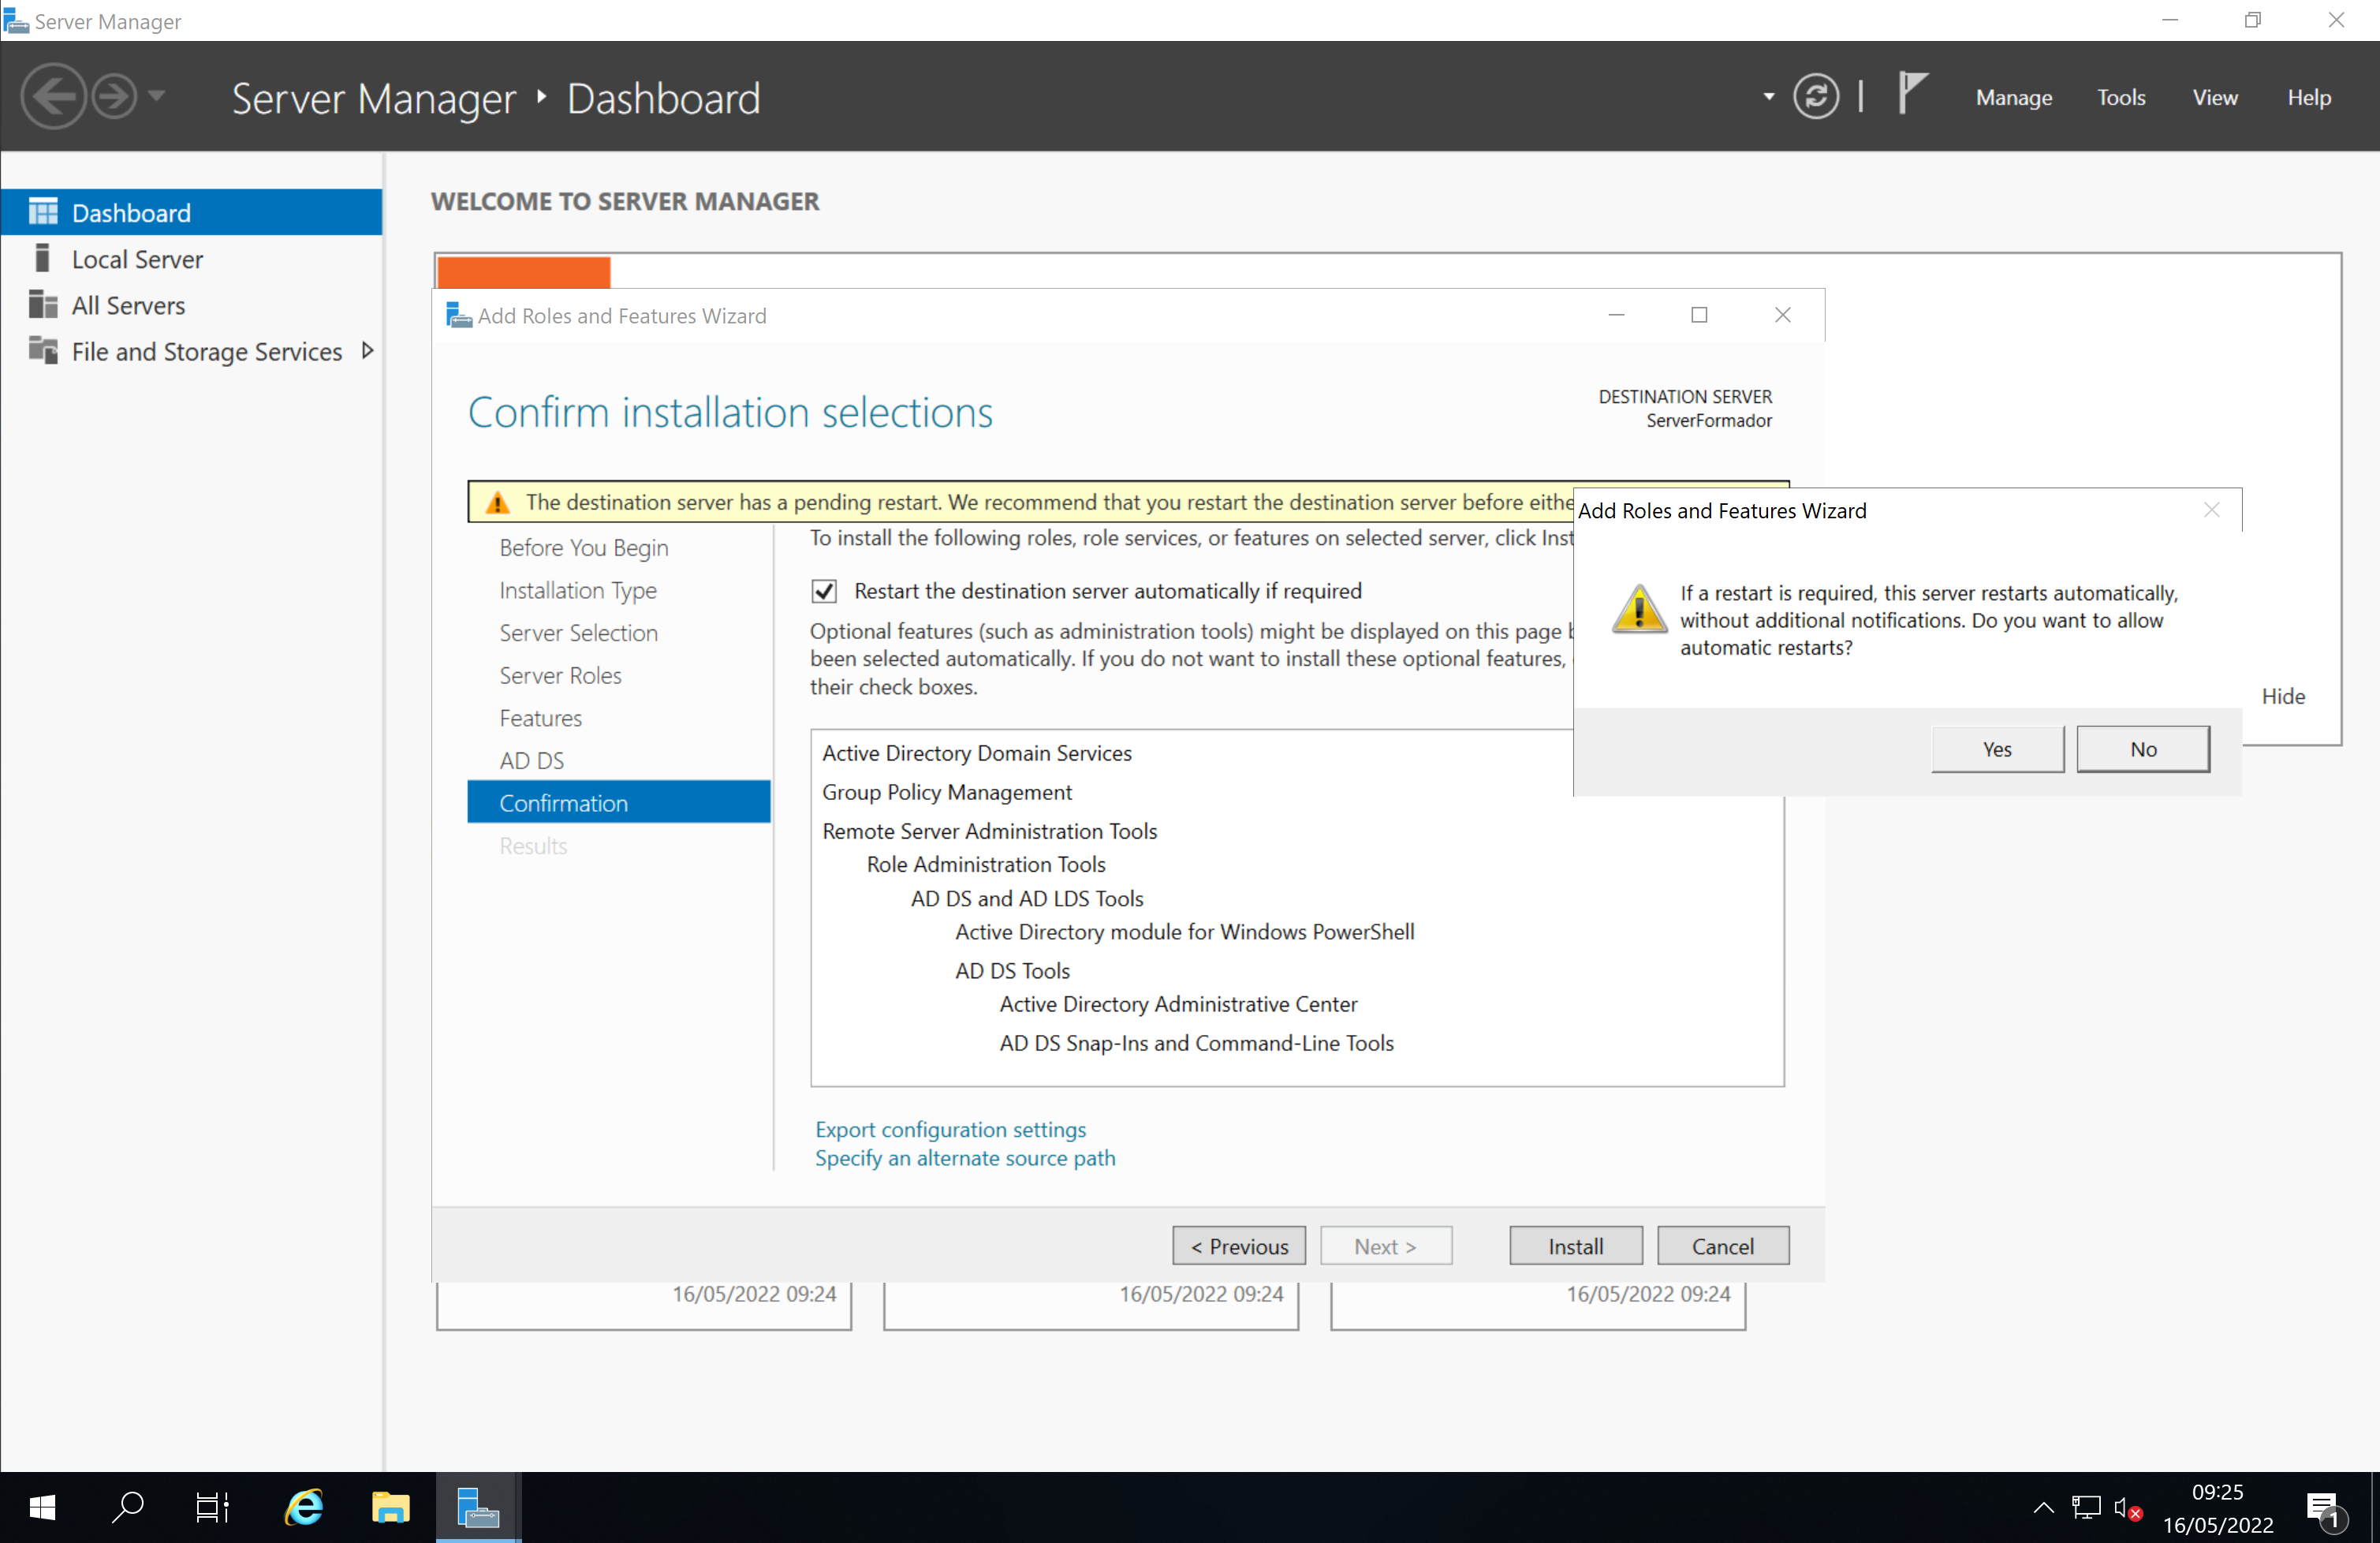 Server Manager
Server Manager Dashboard
Manage
Tools
View
Help
Dashboard
Local Server
All Servers
File and Storage Services
WELCOME TO SERVER MANAGER
Add Roles and Features Wizard
Confirm installation selections
DESTINATION SERVER
ServerFormador
The destination server has a pending restart. We recommend that you restart the destination server before
Before You Begin
Installation Type
Server Selection
Server Roles
Features
AD DS
Confirmation
Results
To install the following roles, role services, or features on selected server, click
Restart the destination server automatically if required
Optional features (such as administration tools) might be displayed on this page
been selected automatically. If you do not want to install these optional features,
their check boxes.
Active Directory Domain Services
Group Policy Management
Remote Server Administration Tools
Role Administration Tools
AD DS and AD LDS Tools
Active Directory module for Windows PowerShell
AD DS Tools
Active Directory Administrative Center
AD DS Snap-Ins and Command-Line Tools
Export configuration settings
Specify an alternate source path
< Previous
Next >
Install
Cancel
Add Roles and Features Wizard
If a restart is required, this server restarts automatically,
without additional notifications. Do you want to allow
automatic restarts?
Yes
No
Hide
16/05/2022 09:24
16/05/2022 09:24
16/05/2022 09:24
09:25
16/05/2022
1